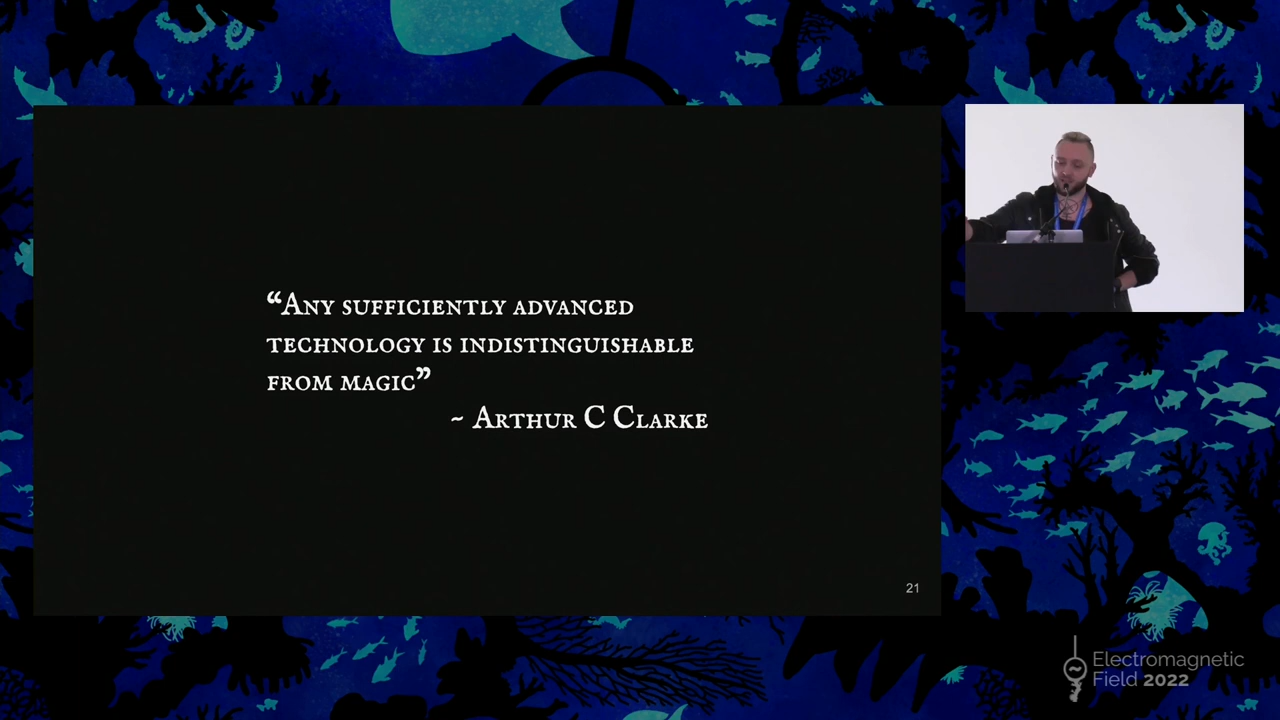 “Any sufficiently advanced
technology is indistinguishable
from magic”
~ Arthur C Clarke
21
Electromagnetic
Field 2022